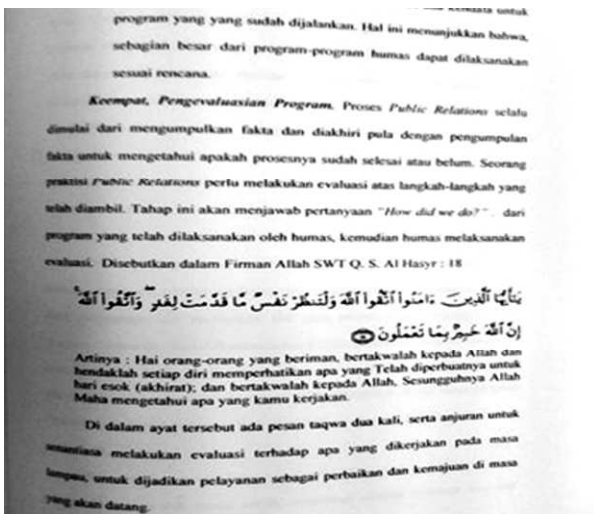 untuk
program yang yang sudah dijalankan. Hal ini menunjukkan bahwa,
sebagian besar dari program-program humas dapat dilaksanakan
sesuai rencana.
Keempat, Pengevaluasian Program. Proses Public Relations selalu
dimulai dari mengumpulkan fakta dan diakhiri pula dengan pengumpulan
fakta untuk mengetahui apakah prosesnya sudah selesai atau belum. Seorang
praktisi Public Relations perlu melakukan evaluasi atas langkah-langkah yang
telah diambil. Tahap ini akan menjawab pertanyaan "How did we do?". dari
program yang telah dilaksanakan oleh humas, kemudian humas melaksanakan
evaluasi. Disebutkan dalam Firman Allah SWT Q. S. Al Hasyr : 18
يَٰٓأَيُّهَا ٱلَّذِينَ ءَامَنُوا۟ ٱتَّقُوا۟ ٱللَّهَ وَلْتَنظُرْ نَفْسٌ مَّا قَدَّمَتْ لِغَدٍ ۖ وَٱتَّقُوا۟ ٱللَّهَ ۚ
إِنَّ ٱللَّهَ خَبِيرٌۢ بِمَا تَعْمَلُونَ
Artinya : Hai orang-orang yang beriman, bertakwalah kepada Allah dan
hendaklah setiap diri memperhatikan apa yang Telah diperbuatnya untuk
hari esok (akhirat); dan bertakwalah kepada Allah, Sesungguhnya Allah
Maha mengetahui apa yang kamu kerjakan.
Di dalam ayat tersebut ada pesan taqwa dua kali, serta anjuran untuk
senantiasa melakukan evaluasi terhadap apa yang dikerjakan pada masa
lampau, untuk dijadikan pelayanan sebagai perbaikan dan kemajuan di masa
yang akan datang.